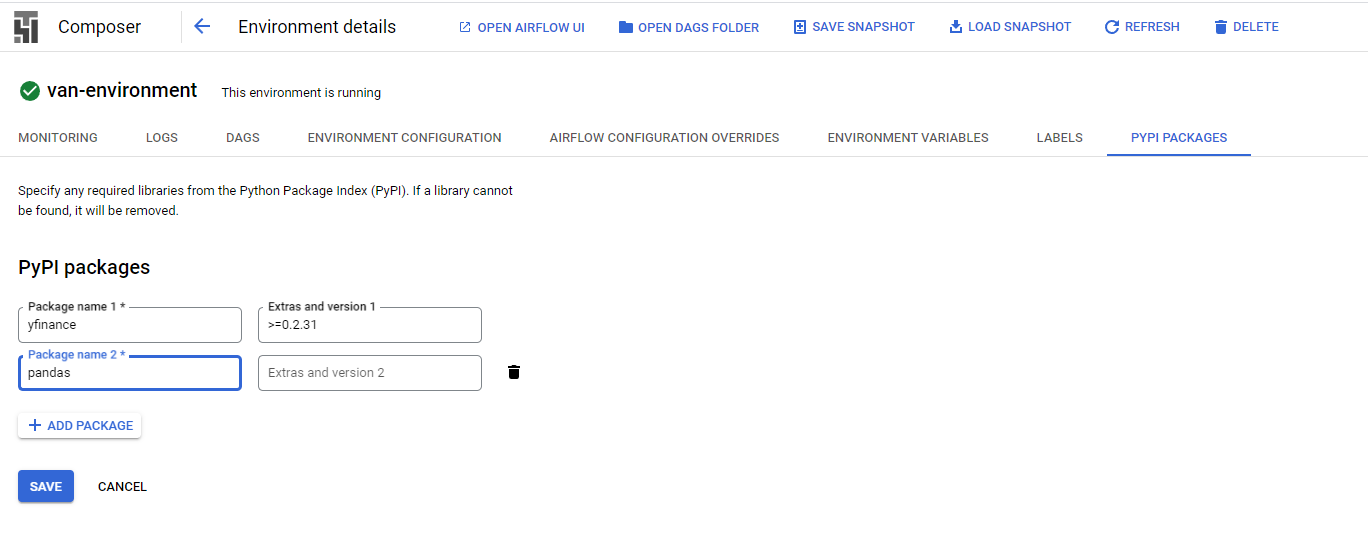 Composer Environment details OPEN AIRFLOW UI OPEN DAGS FOLDER SAVE SNAPSHOT LOAD SNAPSHOT REFRESH DELETE
van-environment This environment is running
MONITORING LOGS DAGS ENVIRONMENT CONFIGURATION AIRFLOW CONFIGURATION OVERRIDES ENVIRONMENT VARIABLES LABELS PYPI PACKAGES
Specify any required libraries from the Python Package Index (PyPI). If a library cannot
be found, it will be removed.
PyPI packages
Package name 1 * Extras and version 1
yfinance >=0.2.31
Package name 2 *
pandas Extras and version 2
ADD PACKAGE
SAVE CANCEL